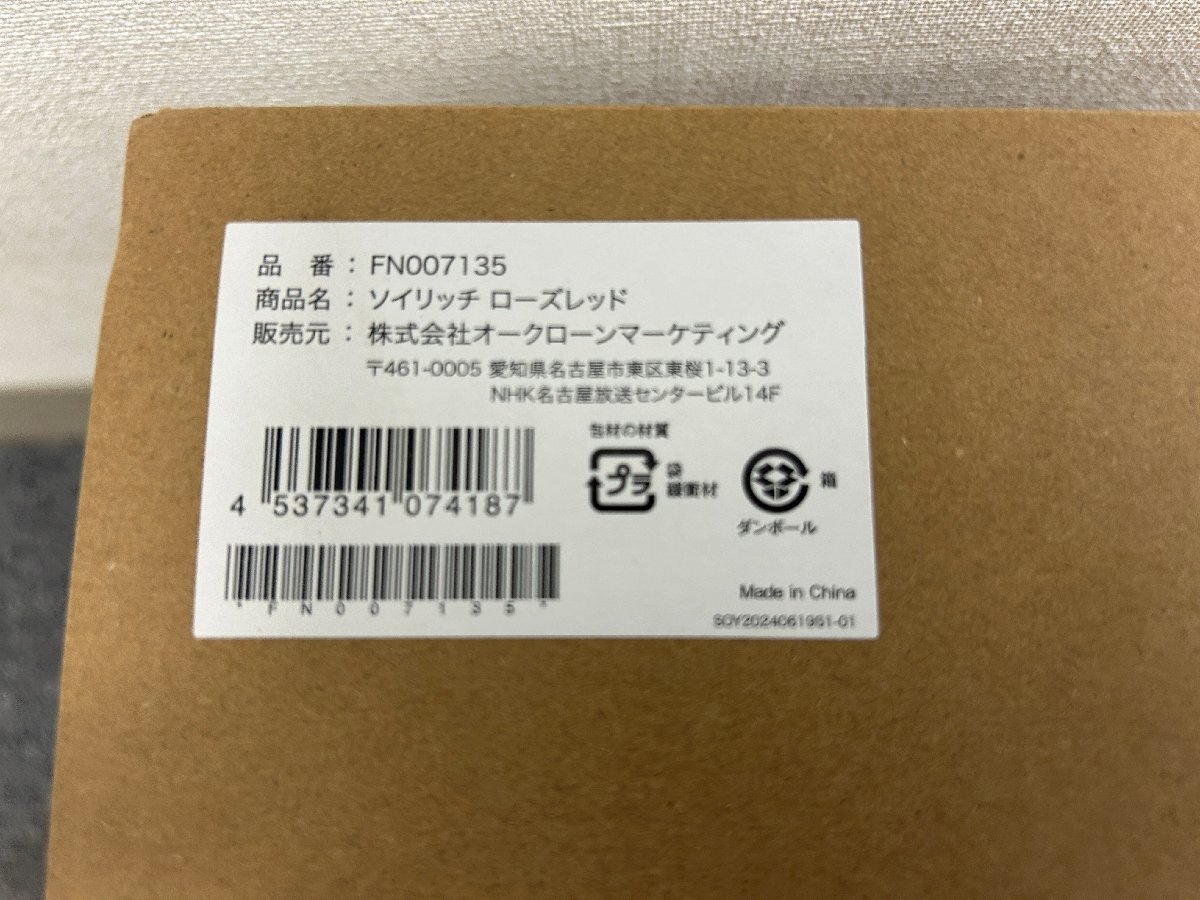 品 番 : FN007135
商品名 : ソイリッチ ローズレッド
販売元 : 株式会社オークローンマーケティング
〒461-0005 愛知県名古屋市東区東桜1-13-3
NHK名古屋放送センタービル14F
包材の材質
プラ
袋
緩衝材
箱
ダンボール
4 537341 074187
*FN007135*
Made in China
SOY2024061951-01